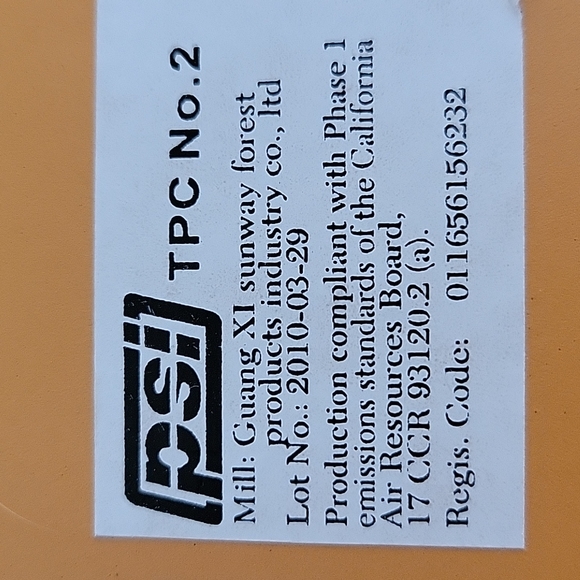 psi TPC No.2
Mill: Guang XI sunway forest
products industry co., ltd
Lot No.: 2010-03-29
Production compliant with Phase 1
emissions standards of the California
Air Resources Board,
17 CCR 93120.2 (a).
Regis. Code: 011656156232